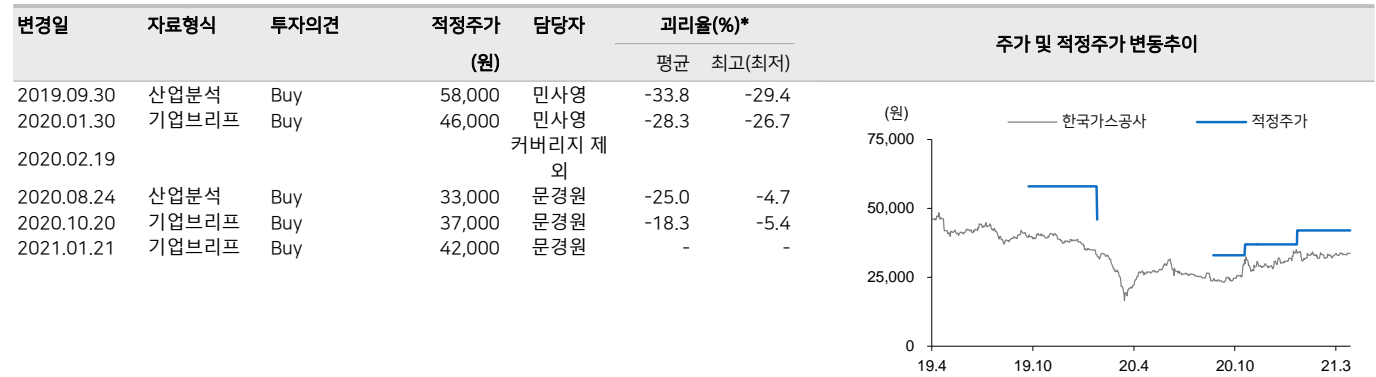 변경일 자료형식 투자의견 적정주가 담당자 괴리율(%)* 주가 및 적정주가 변동추이
(원) 평균 최고(최저)
2019.09.30 산업분석 Buy 58,000 민사영 -33.8 -29.4
2020.01.30 기업브리프 Buy 46,000 민사영 -28.3 -26.7
2020.02.19 커버리지 제
외
2020.08.24 산업분석 Buy 33,000 문경원 -25.0 -4.7
2020.10.20 기업브리프 Buy 37,000 문경원 -18.3 -5.4
2021.01.21 기업브리프 Buy 42,000 문경원 - -
(원) 한국가스공사 적정주가
75,000
50,000
25,000
0
19.4 19.10 20.4 20.10 21.3